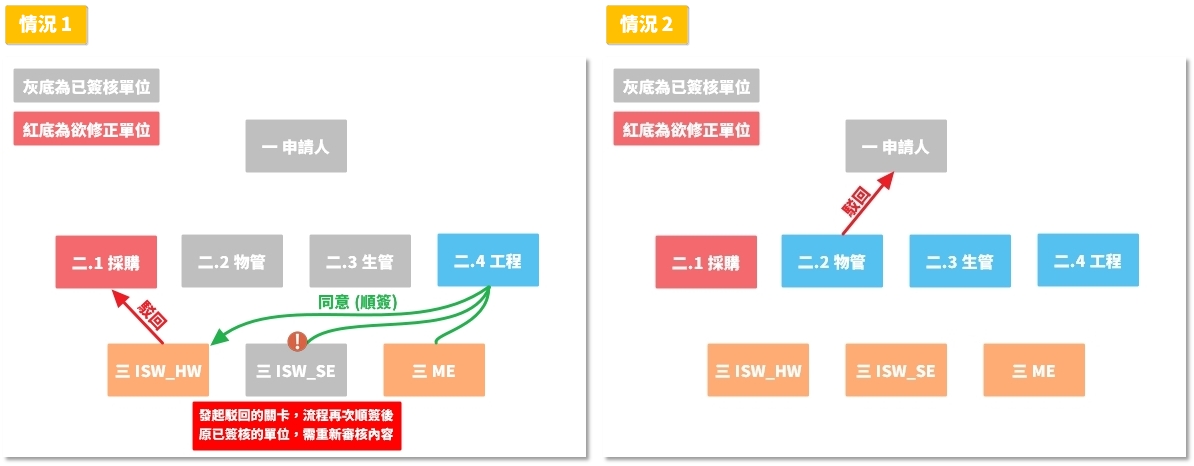 情況 1
灰底為已簽核單位
紅底為欲修正單位
一 申請人
二.1 採購
二.2 物管
二.3 生管
二.4 工程
駁回
同意 (順簽)
!
三 ISW_HW
三 ISW_SE
三 ME
發起駁回的關卡，流程再次順簽後
原已簽核的單位，需重新審核內容
情況 2
灰底為已簽核單位
紅底為欲修正單位
一 申請人
駁回
二.1 採購
二.2 物管
二.3 生管
二.4 工程
三 ISW_HW
三 ISW_SE
三 ME